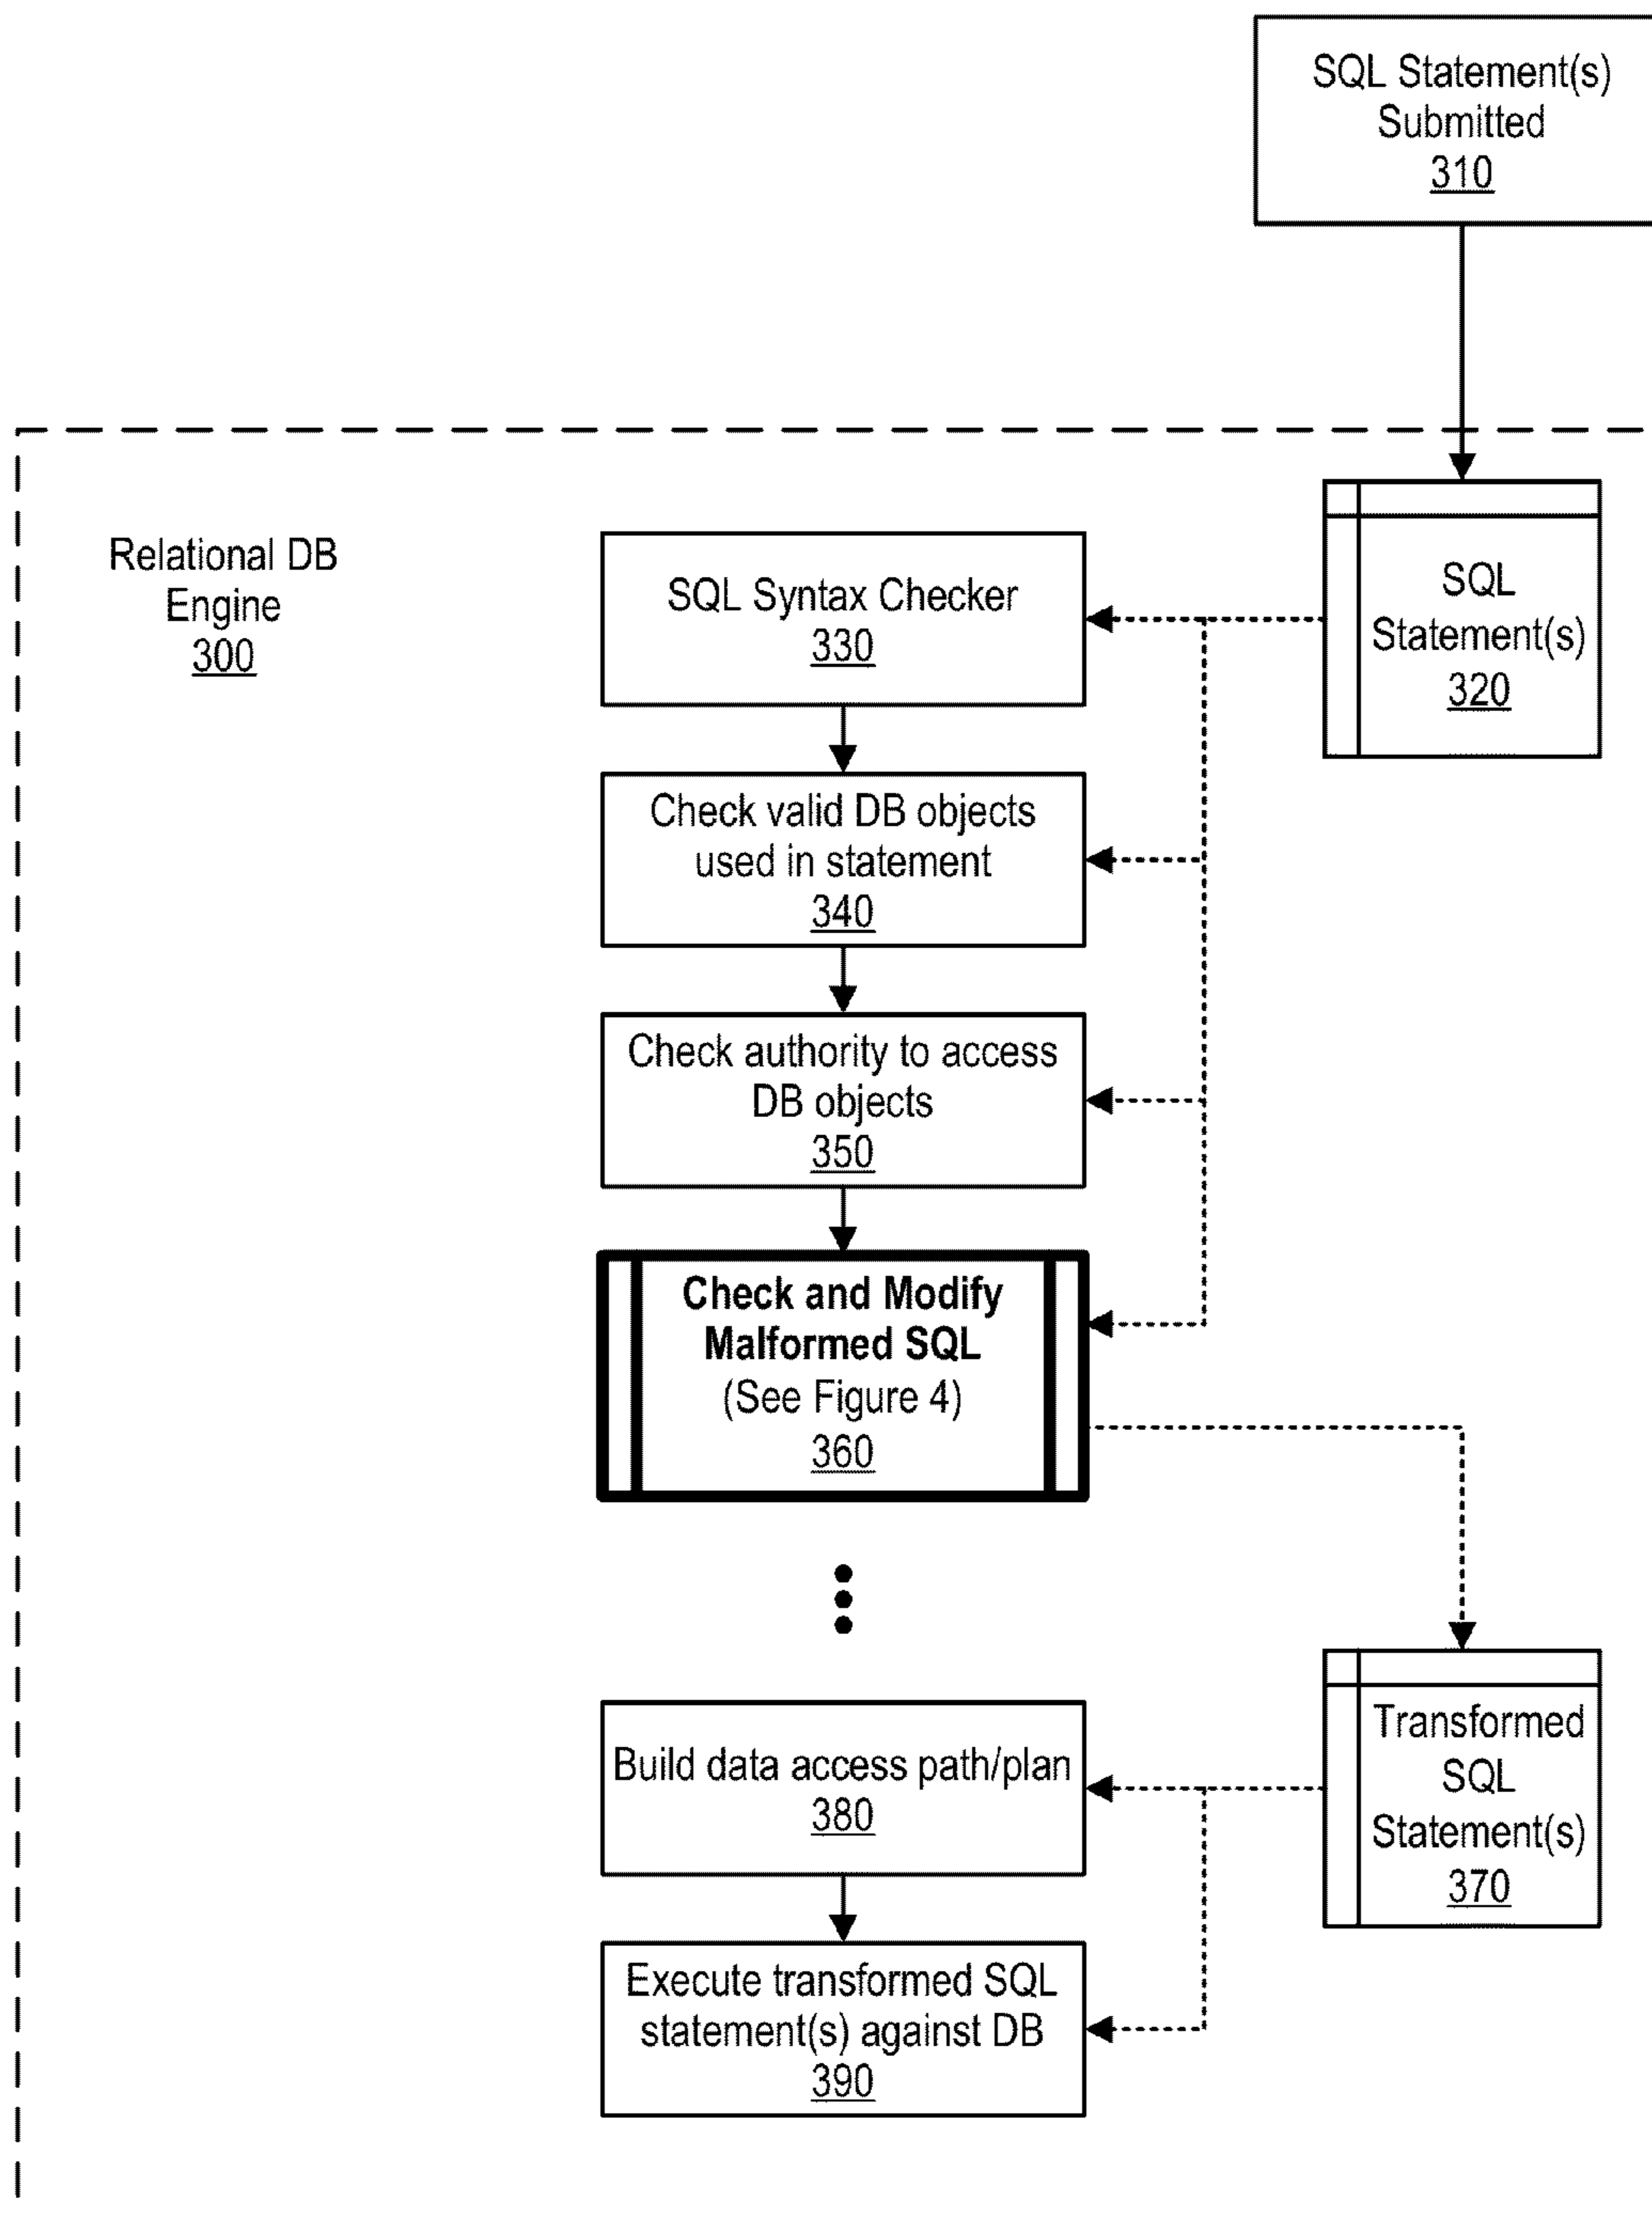 SQL Statement(s)
Submitted
310
Relational DB
Engine
300
SQL
Statement(s)
320
SQL Syntax Checker
330
Check valid DB objects
used in statement
340
Check authority to access
DB objects
350
Check and Modify
Malformed SQL
(See Figure 4)
360
Transformed
SQL
Statement(s)
370
Build data access path/plan
380
Execute transformed SQL
statement(s) against DB
390